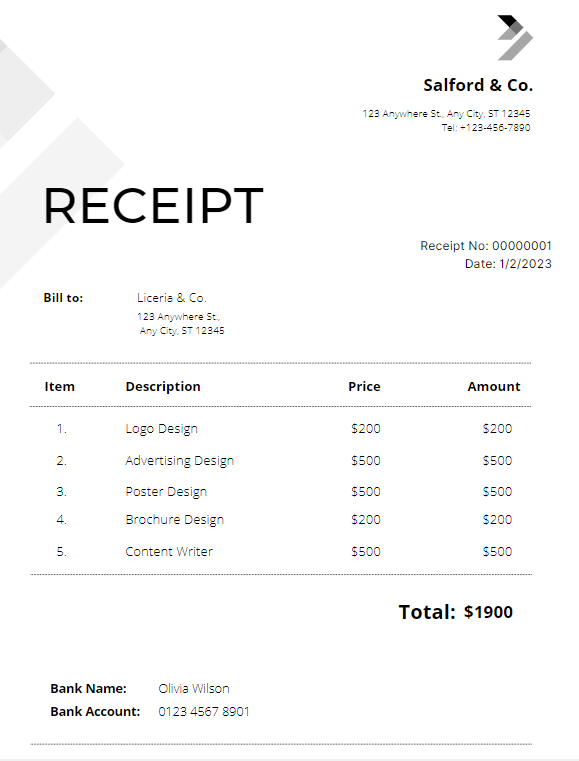 Salford & Co.
123 Anywhere St., Any City, ST 12345
Tel: +123-456-7890
RECEIPT
Receipt No: 00000001
Date: 1/2/2023
Bill to: Liceria & Co.
123 Anywhere St.,
Any City, ST 12345
Item Description Price Amount
1. Logo Design $200 $200
2. Advertising Design $500 $500
3. Poster Design $500 $500
4. Brochure Design $200 $200
5. Content Writer $500 $500
Total: $1900
Bank Name: Olivia Wilson
Bank Account: 0123 4567 8901